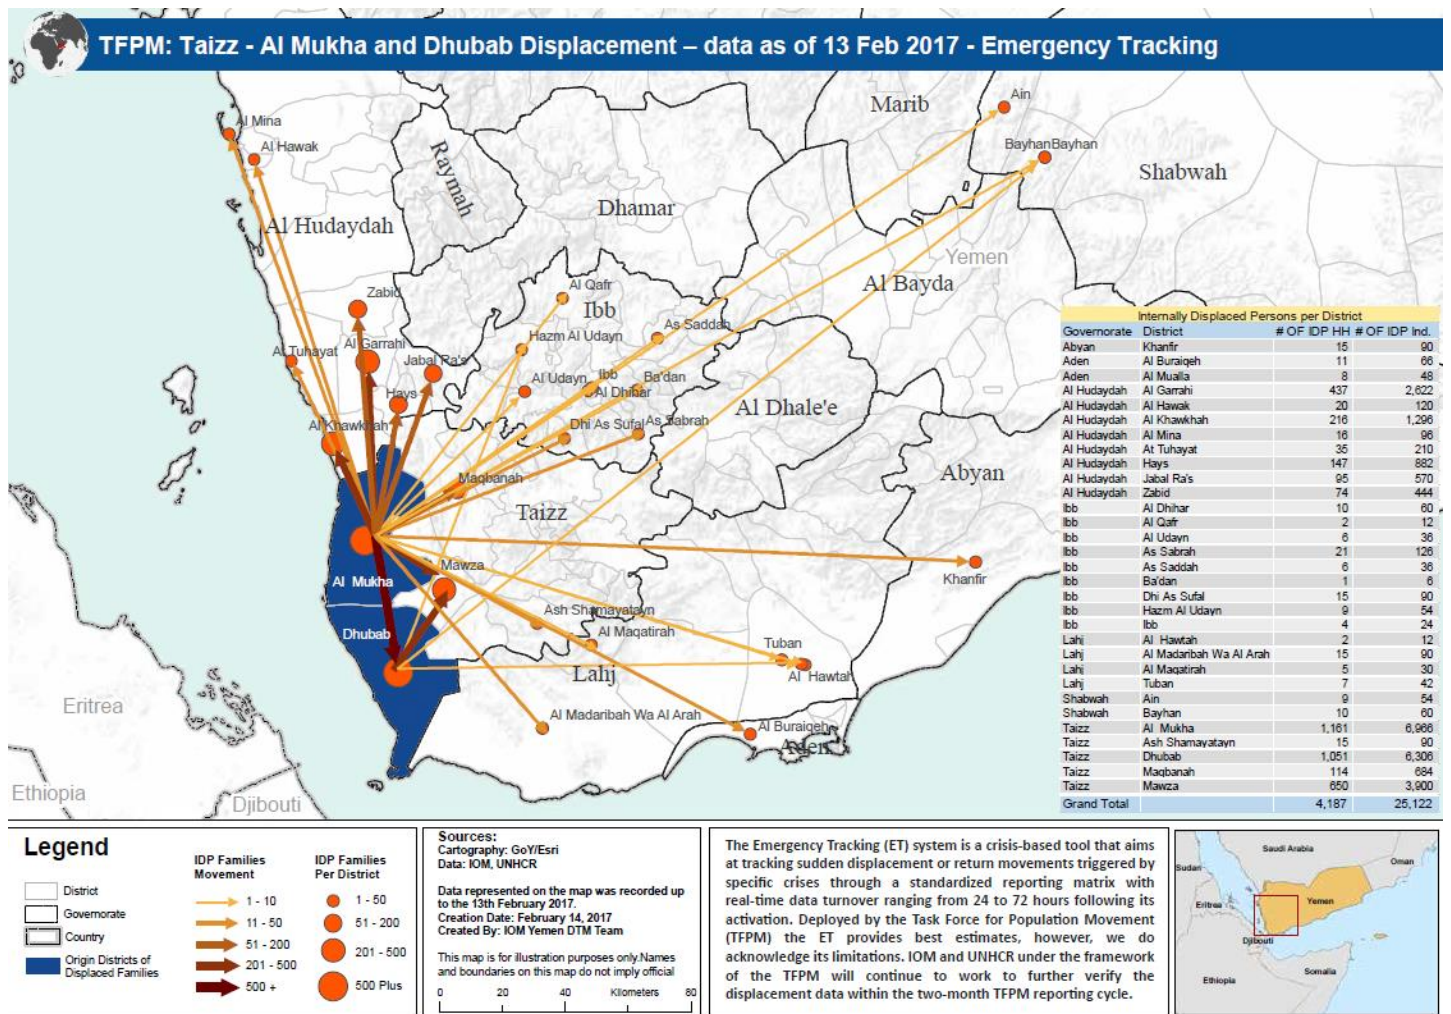 TFPM: Taizz - Al Mukha and Dhubab Displacement – data as of 13 Feb 2017 - Emergency Tracking
Ain
Marib
Al Mina
Al Hawak
BayhanBayhan
Shabwah
Raymah
Dhamar
Al Hudaydah
Yemen
Al Bayda
Al Qafr
Zabid
Ibb
As Saddah
Hazm Al Udayn
At Tuhayat
Al Garrahi
Jabal Ra's
Al Udayn
Ibb
Ba'dan
Al Dhihar
Hays
Al Dhale'e
Al Khawkhah
Dhi As Sufal
As Sabrah
Maqbanah
Abyan
Taizz
Mawza
Khanfir
Al Mukha
Ash Shamayatayn
Dhubab
Al Maqatirah
Tuban
Lahj
Al Hawtah
Eritrea
Al Madaribah Wa Al Arah
Al Buraiqeh
Aden
Ethiopia
Djibouti
Internally Displaced Persons per District
Governorate District # OF IDP HH # OF IDP Ind.
Abyan Khanfir 15 90
Aden Al Buraiqeh 11 66
Aden Al Mualla 8 48
Al Hudaydah Al Garrahi 437 2,622
Al Hudaydah Al Hawak 20 120
Al Hudaydah Al Khawkhah 216 1,296
Al Hudaydah Al Mina 16 96
Al Hudaydah At Tuhayat 35 210
Al Hudaydah Hays 147 882
Al Hudaydah Jabal Ra's 95 570
Al Hudaydah Zabid 74 444
Ibb Al Dhihar 10 60
Ibb Al Qafr 2 12
Ibb Al Udayn 6 36
Ibb As Sabrah 21 126
Ibb As Saddah 6 36
Ibb Ba'dan 1 6
Ibb Dhi As Sufal 15 90
Ibb Hazm Al Udayn 9 54
Ibb Ibb 4 24
Lahj Al Hawtah 2 12
Lahj Al Madaribah Wa Al Arah 15 90
Lahj Al Maqatirah 5 30
Lahj Tuban 7 42
Shabwah Ain 9 54
Shabwah Bayhan 10 60
Taizz Al Mukha 1,161 6,966
Taizz Ash Shamayatayn 15 90
Taizz Dhubab 1,051 6,306
Taizz Maqbanah 114 684
Taizz Mawza 650 3,900
Grand Total 4,187 25,122
Legend
District
Governorate
Country
Origin Districts of
Displaced Families
IDP Families
Movement
1 - 10
11 - 50
51 - 200
201 - 500
500 +
IDP Families
Per District
1 - 50
51 - 200
201 - 500
500 Plus
Sources:
Cartography: GoY/Esri
Data: IOM, UNHCR
Data represented on the map was recorded up
to the 13th February 2017.
Creation Date: February 14, 2017
Created By: IOM Yemen DTM Team
This map is for illustration purposes only.Names
and boundaries on this map do not imply official
0 20 40 Kilometers 80
The Emergency Tracking (ET) system is a crisis-based tool that aims
at tracking sudden displacement or return movements triggered by
specific crises through a standardized reporting matrix with
real-time data turnover ranging from 24 to 72 hours following its
activation. Deployed by the Task Force for Population Movement
(TFPM) the ET provides best estimates, however, we do
acknowledge its limitations. IOM and UNHCR under the framework
of the TFPM will continue to work to further verify the
displacement data within the two-month TFPM reporting cycle.
Saudi Arabia
Oman
Sudan
Eritrea
Yemen
Djibouti
Ethiopia
Somalia